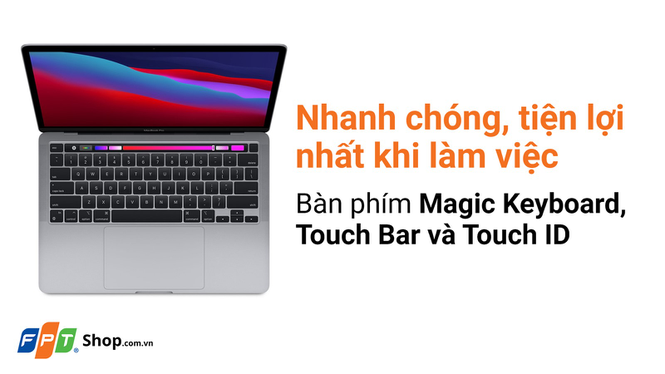 Nhanh chóng, tiện lợi
nhất khi làm việc
Bàn phím Magic Keyboard,
Touch Bar và Touch ID
FPT® Shop.com.vn